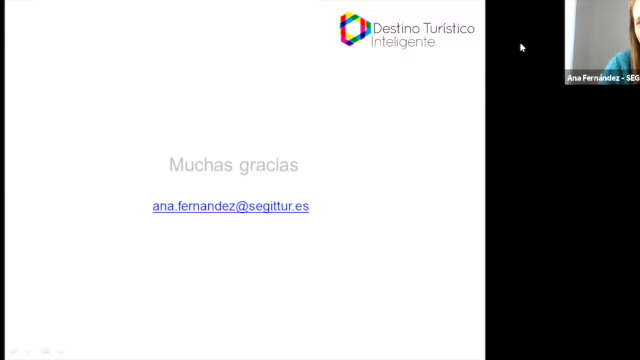 Destino Turístico
Inteligente
Ana Fernández - SEG
Muchas gracias
ana.fernandez@segittur.es